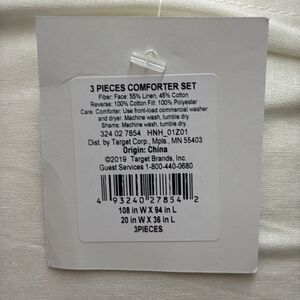 3 PIECES COMFORTER SET
Fiber: Face: 55% Linen, 45% Cotton
Reverse: 100% Cotton Fill: 100% Polyester
Care: Comforter: Use front-load commercial washer
and dryer. Machine wash, tumble dry.
Shams: Machine wash, tumble dry.
324 02 7854 HNH_01Z01
Dist. by Target Corp., Mpls., MN 55403
Origin: China
©2019 Target Brands, Inc.
Guest Services 1-800-440-0680
4 93240 27854 2
108 in W X 94 in L
20 in W X 36 in L
3PIECES